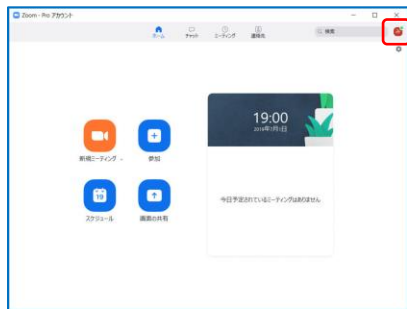 Zoom - Pro アカウント
ホーム
チャット
ミーティング
連絡先
検索
19:00
新規ミーティング
参加
19
スケジュール
画面の共有
今日予定されているミーティングはありません